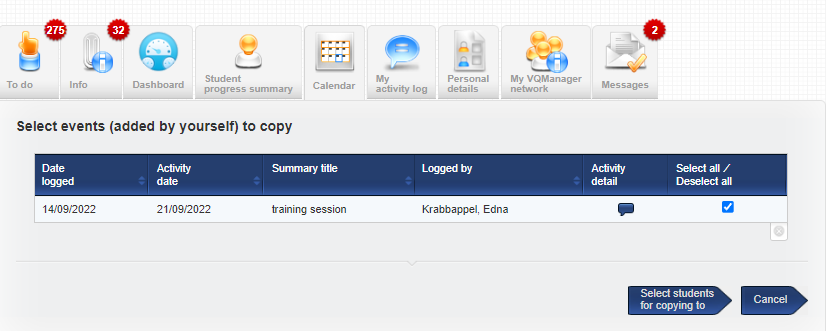 275
32
2
To do
Info
Dashboard
Student
progress summary
Calendar
My
activity log
Personal
details
My VQManager
network
Messages
Select events (added by yourself) to copy
Date
logged
Activity
date
Summary title
Logged by
Activity
detail
Select all /
Deselect all
14/09/2022
21/09/2022
training session
Krabbappel, Edna
Select students
for copying to
Cancel